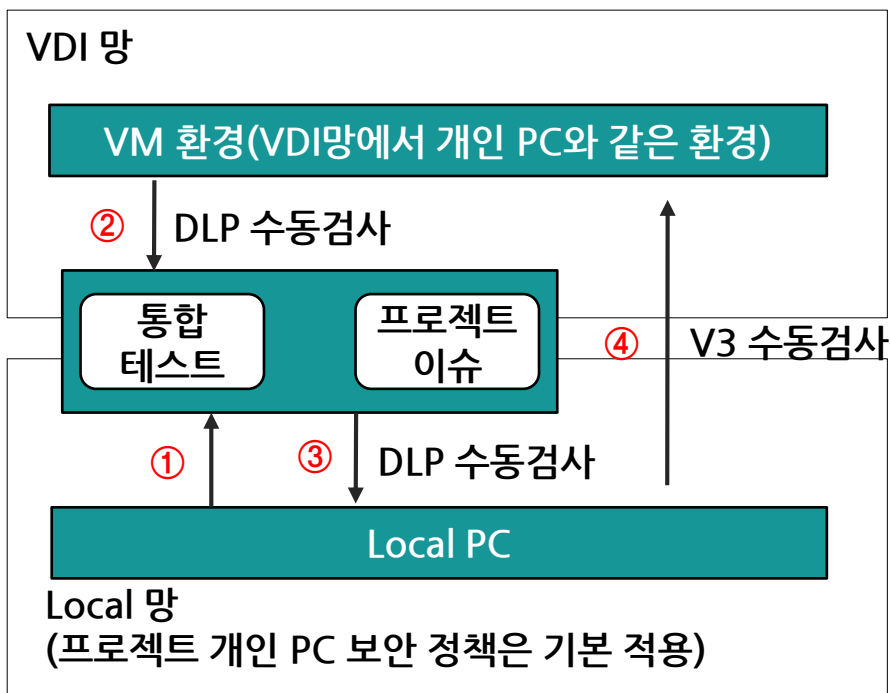 VDI 망
VM 환경(VDI망에서 개인 PC와 같은 환경)
② DLP 수동검사
통합
테스트
프로젝트
이슈
④ V3 수동검사
①
③ DLP 수동검사
Local PC
Local 망
(프로젝트 개인 PC 보안 정책은 기본 적용)